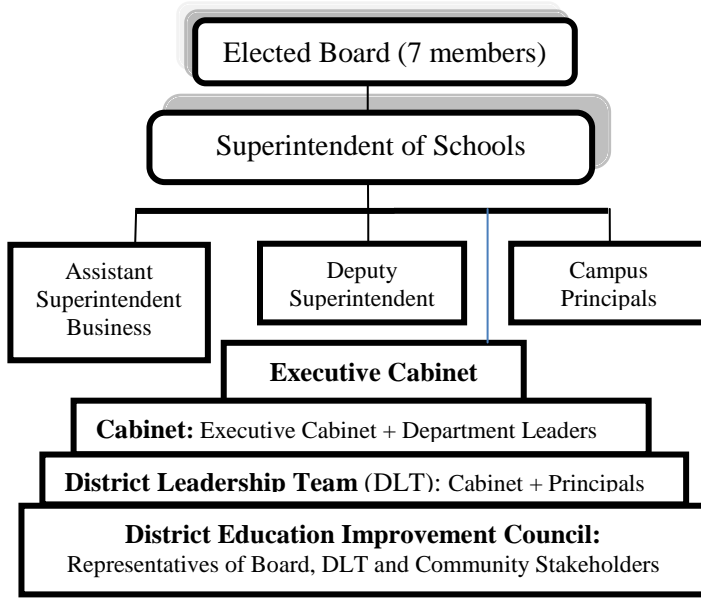 Elected Board (7 members)
Superintendent of Schools
Assistant
Superintendent
Business
Deputy
Superintendent
Campus
Principals
Executive Cabinet
Cabinet: Executive Cabinet + Department Leaders
District Leadership Team (DLT): Cabinet + Principals
District Education Improvement Council:
Representatives of Board, DLT and Community Stakeholders